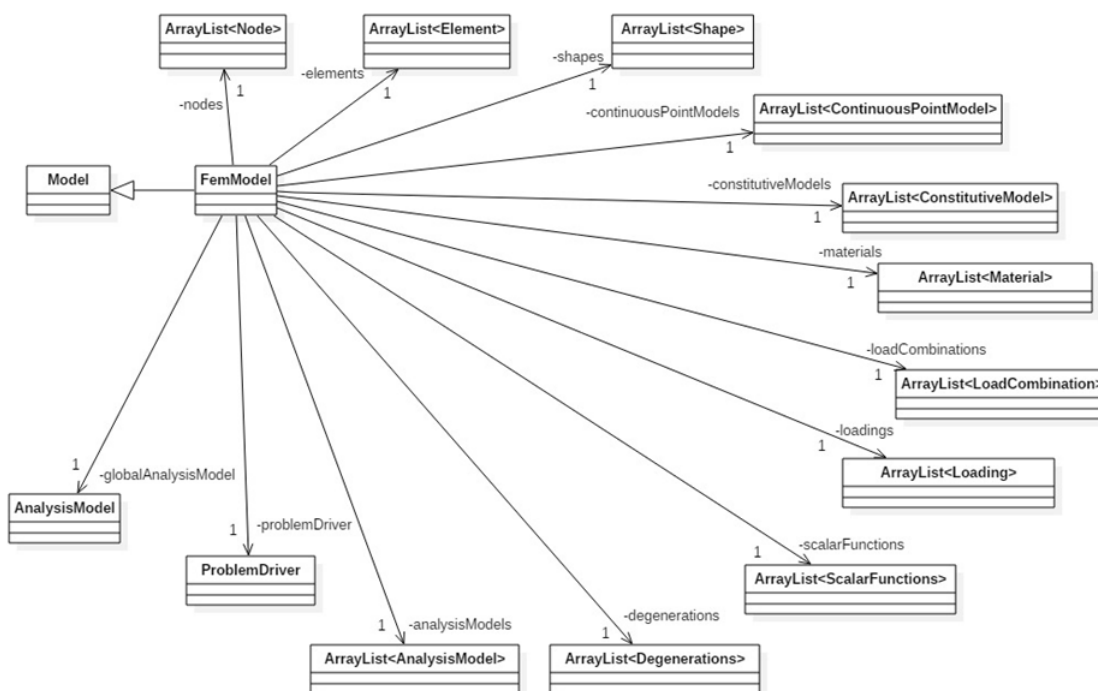 ArrayList<Node>
ArrayList<Element>
ArrayList<Shape>
-shapes
1
-elements
1
1
-nodes
ArrayList<ContinuousPointModel>
-continuousPointModels
1
Model
FemModel
-constitutiveModels
1
ArrayList<ConstitutiveModel>
-materials
1
ArrayList<Material>
-loadCombinations
1
ArrayList<LoadCombination>
-loadings
1
ArrayList<Loading>
1
-globalAnalysisModel
AnalysisModel
1
-problemDriver
ProblemDriver
-scalarFunctions
1
ArrayList<ScalarFunctions>
1
-analysisModels
ArrayList<AnalysisModel>
-degenerations
1
ArrayList<Degenerations>